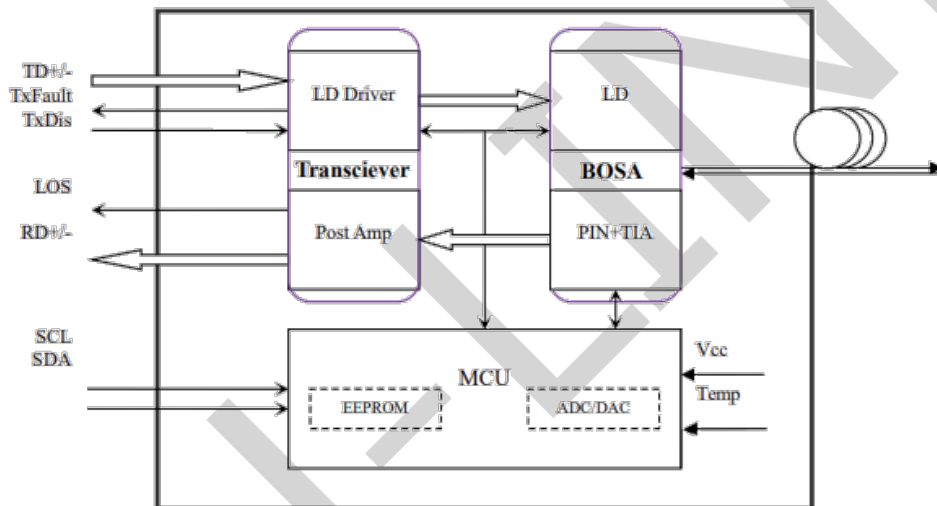 TD+/-
TxFault
TxDis
LOS
RD+/-
SCL
SDA
LD Driver
Transciever
Post Amp
LD
BOSA
PIN+TIA
MCU
EEPROM
ADC/DAC
Vcc
Temp